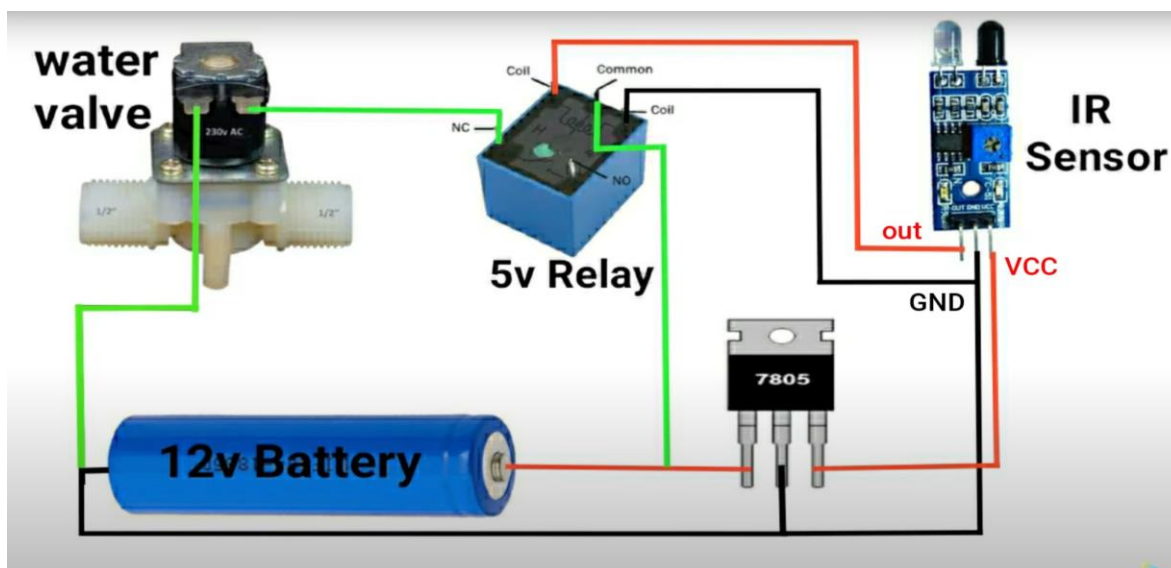 water
valve
230v AC
1/2"
1/2"
Coil
Common
Coil
NC
H
NO
5v Relay
IR
Sensor
OUT GND VCC
out
VCC
GND
7805
12v Battery